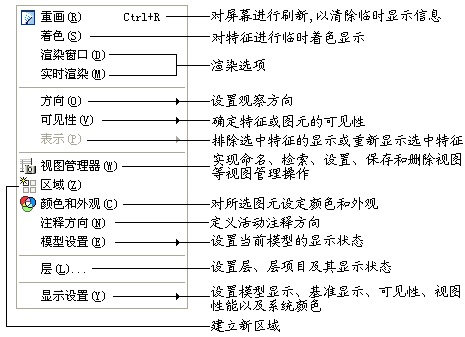 重画(R) Ctrl+R 对屏幕进行刷新,以清除临时显示信息
着色(S) 对特征进行临时着色显示
渲染窗口(D)
渲染选项
实时渲染(M)
方向(O) 设置观察方向
可见性(V) 确定特征或图元的可见性
表示(P) 排除选中特征的显示或重新显示选中特征
视图管理器(W) 实现命名、检索、设置、保存和删除视图
等视图管理操作
区域(Z)
颜色和外观(C) 对所选图元设定颜色和外观
注释方向(N) 定义活动注释方向
模型设置(E) 设置当前模型的显示状态
层(L)... 设置层、层项目及其显示状态
显示设置(Y) 设置模型显示、基准显示、可见性、视图
性能以及系统颜色
建立新区域